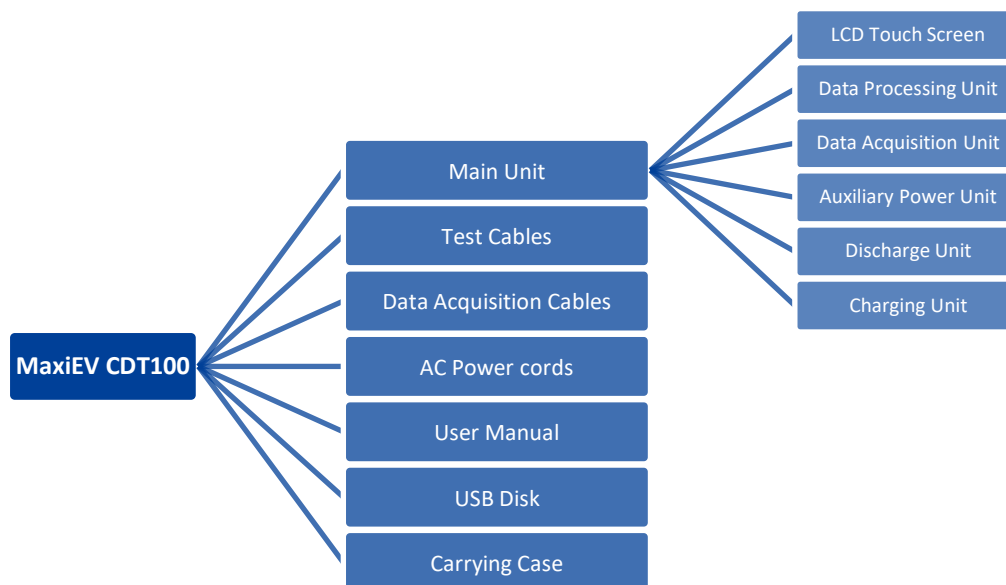 MaxiEV CDT100
Main Unit
Test Cables
Data Acquisition Cables
AC Power cords
User Manual
USB Disk
Carrying Case
LCD Touch Screen
Data Processing Unit
Data Acquisition Unit
Auxiliary Power Unit
Discharge Unit
Charging Unit